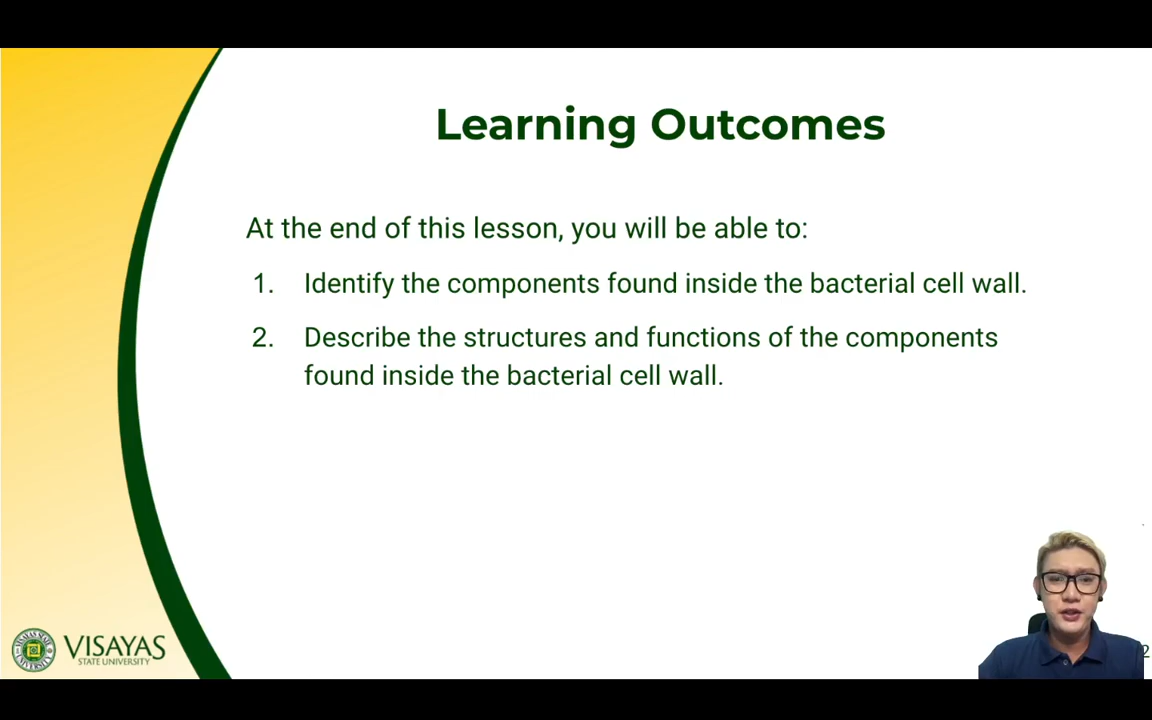 Learning Outcomes
At the end of this lesson, you will be able to:
1. Identify the components found inside the bacterial cell wall.
2. Describe the structures and functions of the components
found inside the bacterial cell wall.
VISAYAS
STATE UNIVERSITY
2